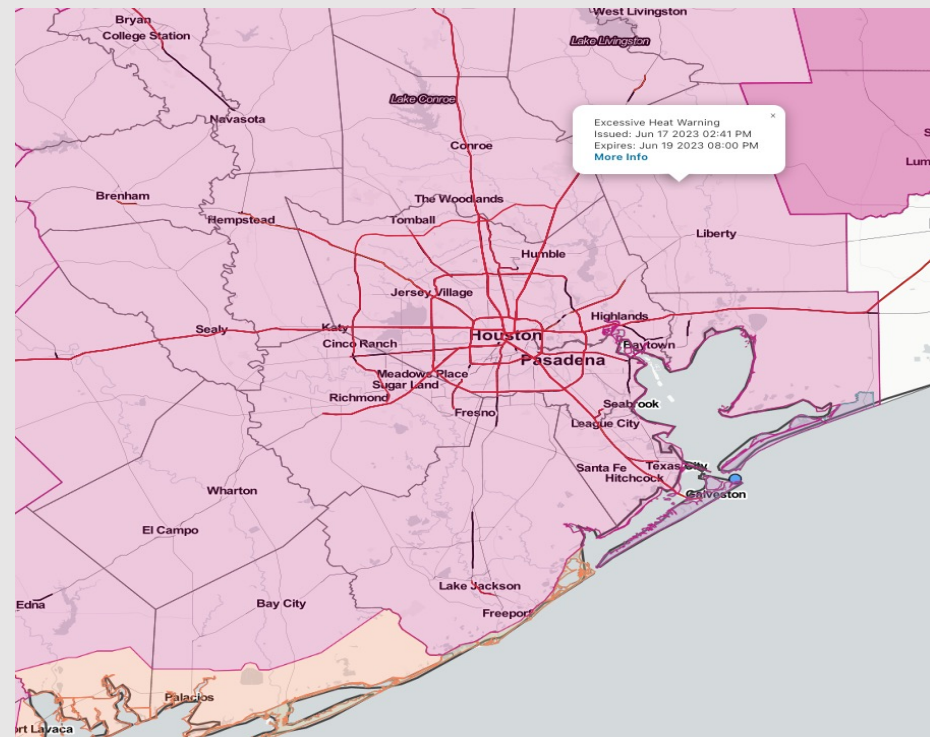 West Livingston
Bryan
College Station
Lake Livingston
Lake Conroe
Navasota
×
Excessive Heat Warning
Issued: Jun 17 2023 02:41 PM
Expires: Jun 19 2023 08:00 PM
More Info
Conroe
Brenham
The Woodlands
Hempstead
Tomball
Liberty
Humble
Jersey Village
Highlands
Sealy
Katy
Houston
Cinco Ranch
Baytown
Pasadena
Meadows Place
Sugar Land
Richmond
Seabrook
Fresno
League City
Santa Fe
Texas City
Hitchcock
Wharton
Galveston
El Campo
Lake Jackson
Edna
Bay City
Freeport
Palacios
ort Lavaca